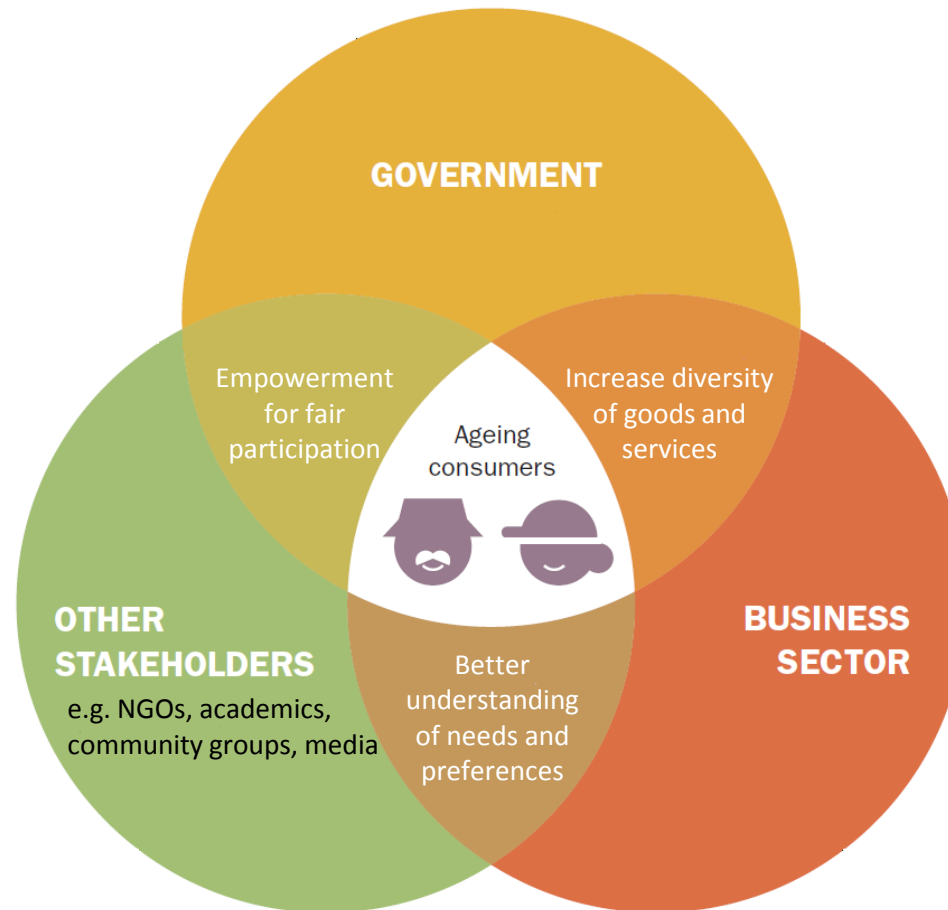 GOVERNMENT
Empowerment
for fair
participation
Increase diversity
of goods and
services
Ageing
consumers
OTHER
STAKEHOLDERS
e.g. NGOs, academics,
community groups, media
BUSINESS
SECTOR
Better
understanding
of needs and
preferences